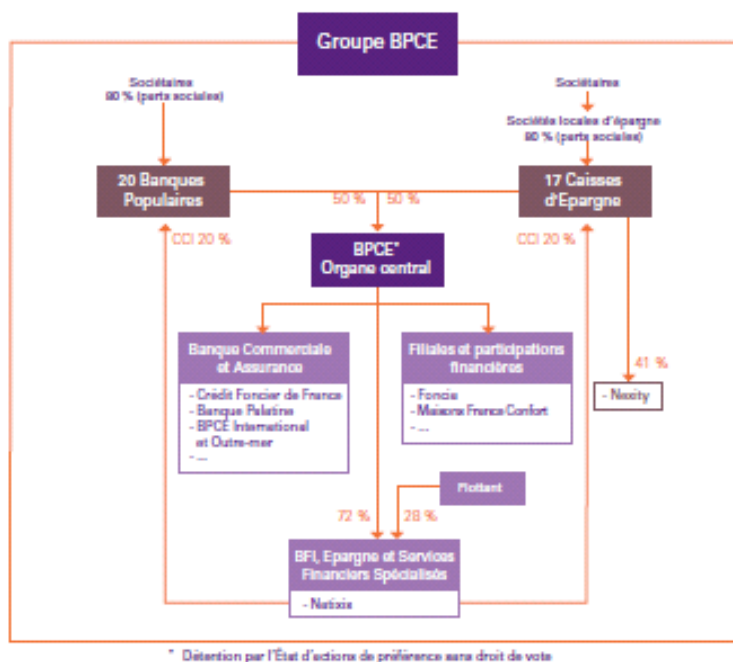 Groupe BPCE
Sociétaires
80 % (parts sociales)
Sociétaires
Sociétés locales d'épargne
80 % (parts sociales)
20 Banques
Populaires
17 Caisses
d'Epargne
50 %
50 %
CCI 20 %
CCI 20 %
BPCE*
Organe central
Banque Commerciale
et Assurance
- Crédit Foncier de France
- Banque Palatine
- BPCE International
et Outre-mer
- ...
Filiales et participations
financières
- Foncia
- Maisons France Confort
- ...
41 %
- Nexity
Flottant
72 %
28 %
BFI, Epargne et Services
Financiers Spécialisés
- Natixis
* Détention par l'État d'actions de préférence sans droit de vote